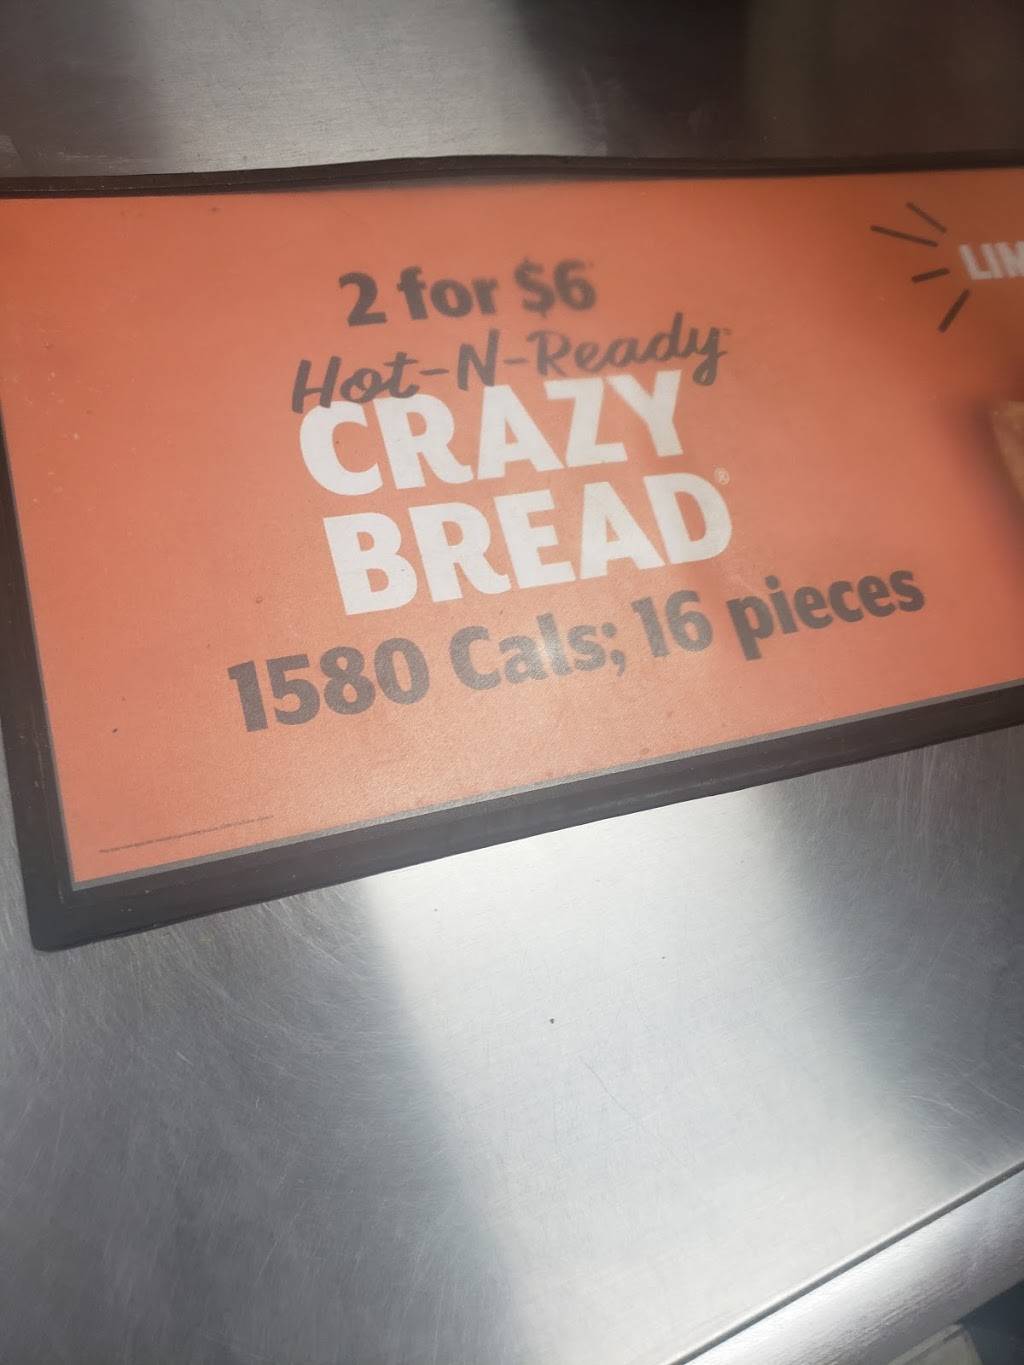 2 for $6
Hot-N-Ready
CRAZY
BREAD®
1580 Cals; 16 pieces